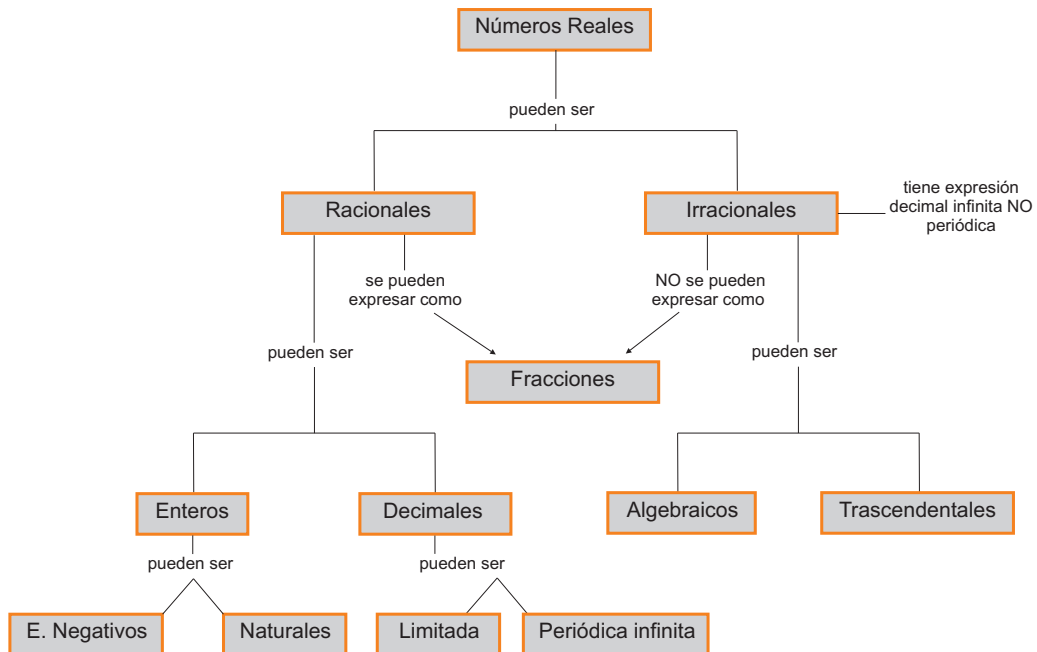 Números Reales
pueden ser
Racionales
Irracionales
tiene expresión
decimal infinita NO
periódica
se pueden
expresar como
NO se pueden
expresar como
pueden ser
pueden ser
Fracciones
Enteros
Decimales
Algebraicos
Trascendentales
pueden ser
pueden ser
E. Negativos
Naturales
Limitada
Periódica infinita